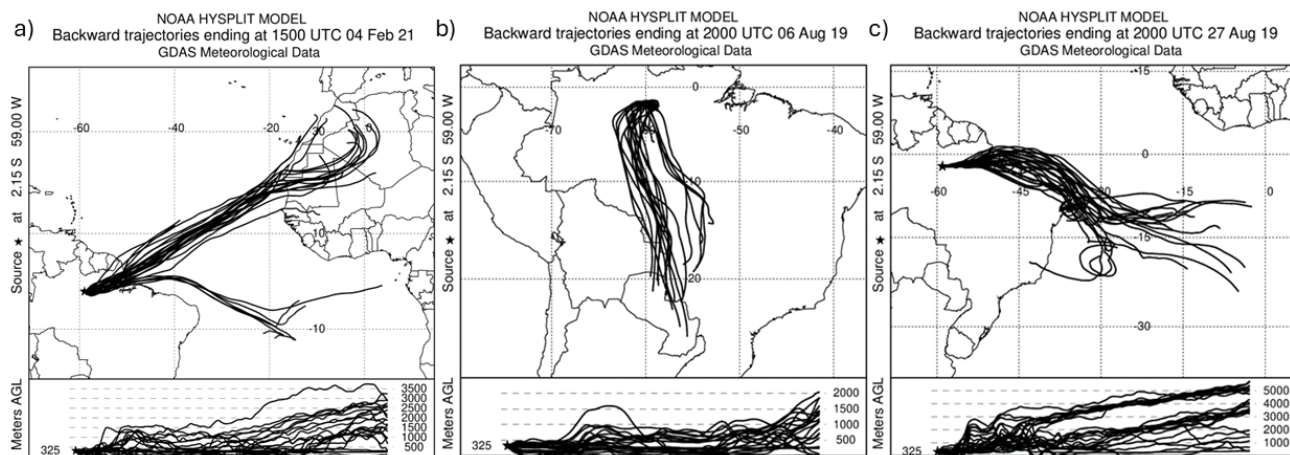 a)
NOAA HYSPLIT MODEL
Backward trajectories ending at 1500 UTC 04 Feb 21
GDAS Meteorological Data
Source ★ at 2.15 S 59.00 W
-60
-40
-20
0
10
-10
Meters AGL
325
3500
3000
2500
2000
1500
1000
500
b)
NOAA HYSPLIT MODEL
Backward trajectories ending at 2000 UTC 06 Aug 19
GDAS Meteorological Data
Source ★ at 2.15 S 59.00 W
0
-70
-50
-40
-10
-20
Meters AGL
325
2000
1500
1000
500
c)
NOAA HYSPLIT MODEL
Backward trajectories ending at 2000 UTC 27 Aug 19
GDAS Meteorological Data
Source ★ at 2.15 S 59.00 W
15
0
-60
-45
-30
-15
0
-15
-30
Meters AGL
325
5000
4000
3000
2000
1000